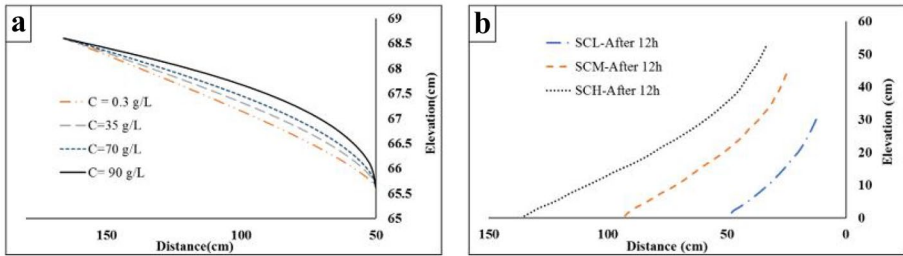 a
69
68.5
68
67.5
67
66.5
66
65.5
65
Elevation(cm)
C = 0.3 g/L
C=35 g/L
C=70 g/L
C= 90 g/L
150
100
50
Distance(cm)
b
60
50
40
30
20
10
0
Elevation (cm)
SCL-After 12h
SCM-After 12h
SCH-After 12h
150
100
50
0
Distance (cm)